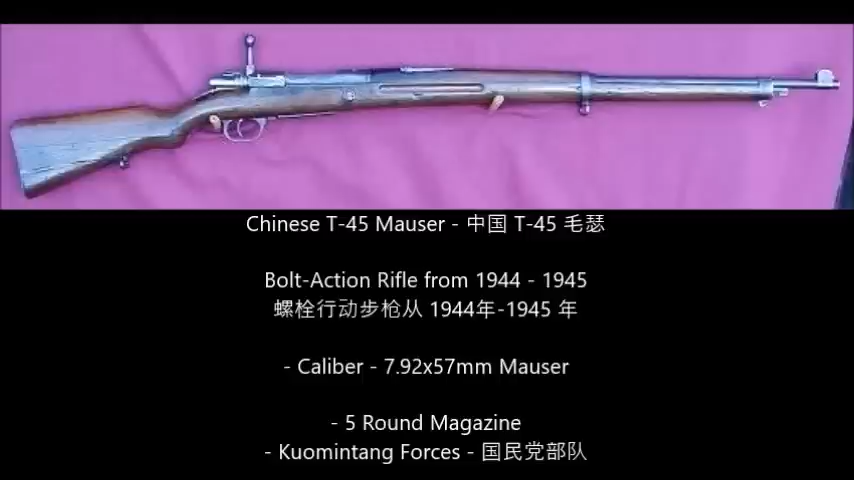 Chinese T-45 Mauser - 中国 T-45 毛瑟
Bolt-Action Rifle from 1944 - 1945
螺栓行动步枪从 1944年-1945 年
- Caliber - 7.92x57mm Mauser
- 5 Round Magazine
- Kuomintang Forces - 国民党部队